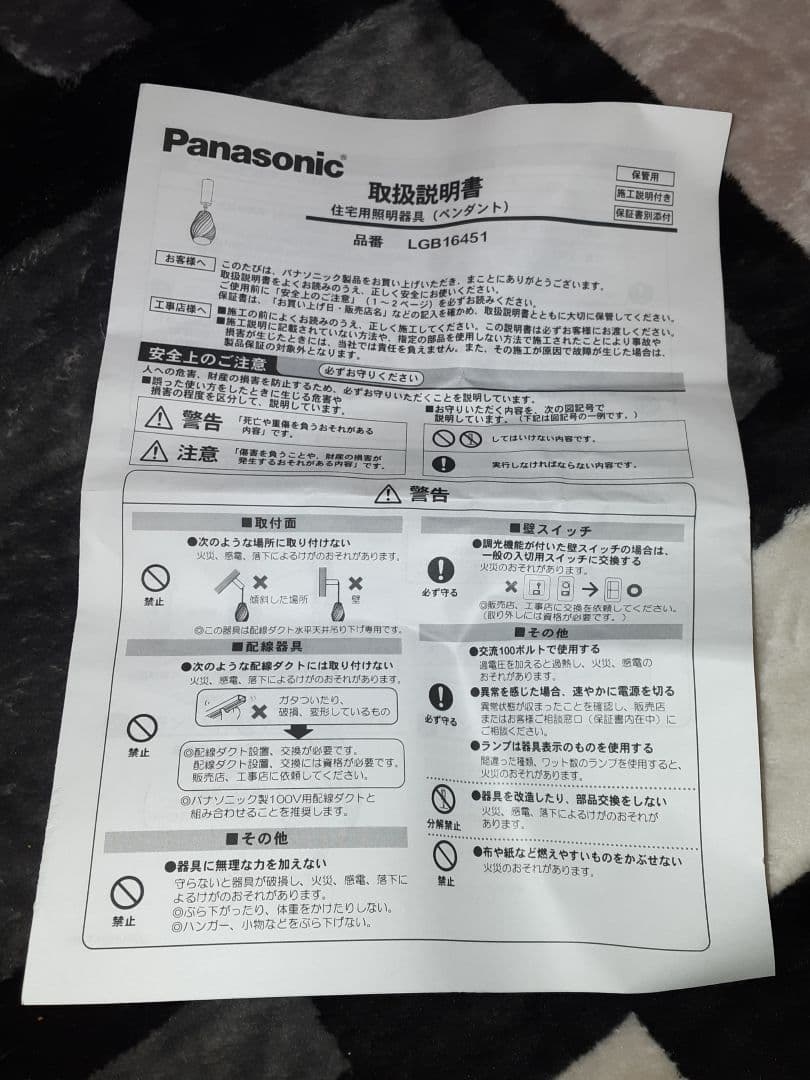 Panasonic®
取扱説明書
住宅用照明器具（ペンダント）
品番 LGB16451
保管用
施工説明付き
保証書別添付
お客様へ
このたびは、パナソニック製品をお買い上げいただき、まことにありがとうございます。
取扱説明書をよくお読みのうえ、正しく安全にお使いください。
ご使用前に「安全上のご注意」（1～2ページ）を必ずお読みください。
保証書は、「お買い上げ日・販売店名」などの記入を確かめ、取扱説明書とともに大切に保管してください。
工事店様へ
■施工の前によくお読みのうえ、正しく施工してください。この説明書は必ずお客様にお渡しください。
■施工説明に記載されていない方法や、指定の部品を使用しない方法で施工されたことにより事故や
損害が生じたときには、当社では責任を負えません。また、その施工が原因で故障が生じた場合は、
製品保証の対象外となります。
安全上のご注意
必ずお守りください
人への危害、財産の損害を防止するため、必ずお守りいただくことを説明しています。
■誤った使い方をしたときに生じる危害や
損害の程度を区分して、説明しています。
警告
「死亡や重傷を負うおそれがある
内容」です。
注意
「傷害を負うことや、財産の損害が
発生するおそれがある内容」です。
■お守りいただく内容を、次の図記号で
説明しています。（下記は図記号の一例です。）
してはいけない内容です。
実行しなければならない内容です。
警告
■取付面
●次のような場所に取り付けない
火災、感電、落下によるけがのおそれがあります。
禁止
傾斜した場所
壁
◎この器具は配線ダクト水平天井吊り下げ専用です。
■配線器具
●次のような配線ダクトには取り付けない
火災、感電、落下によるけがのおそれがあります。
ガタついたり、
破損、変形しているもの
禁止
◎配線ダクト設置、交換が必要です。
配線ダクト設置、交換には資格が必要です。
販売店、工事店に依頼してください。
◎パナソニック製100V用配線ダクトと
組み合わせることを推奨します。
■その他
●器具に無理な力を加えない
守らないと器具が破損し、火災、感電、落下に
よるけがのおそれがあります。
◎ぶら下がったり、体重をかけたりしない。
◎ハンガー、小物などをぶら下げない。
禁止
■壁スイッチ
●調光機能が付いた壁スイッチの場合は、
一般の入切用スイッチに交換する
火災のおそれがあります。
必ず守る
◎販売店、工事店に交換を依頼してください。
（取り外しには資格が必要です。）
■その他
●交流100ボルトで使用する
過電圧を加えると過熱し、火災、感電の
おそれがあります。
●異常を感じた場合、速やかに電源を切る
異常状態が収まったことを確認し、販売店
またはお客様ご相談窓口（保証書内在中）に
ご相談ください。
必ず守る
●ランプは器具表示のものを使用する
間違った種類、ワット数のランプを使用すると、
火災のおそれがあります。
●器具を改造したり、部品交換をしない
火災、感電、落下によるけがのおそれが
あります。
分解禁止
●布や紙など燃えやすいものをかぶせない
火災のおそれがあります。
禁止